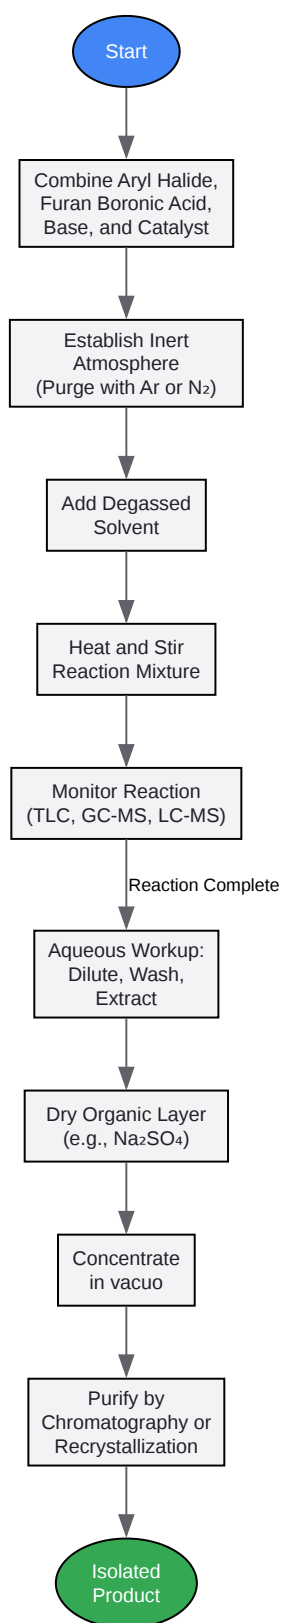 Start
Combine Aryl Halide,
Furan Boronic Acid,
Base, and Catalyst
Establish Inert
Atmosphere
(Purge with Ar or N₂)
Add Degassed
Solvent
Heat and Stir
Reaction Mixture
Monitor Reaction
(TLC, GC-MS, LC-MS)
Reaction Complete
Aqueous Workup:
Dilute, Wash,
Extract
Dry Organic Layer
(e.g., Na₂SO₄)
Concentrate
in vacuo
Purify by
Chromatography or
Recrystallization
Isolated
Product